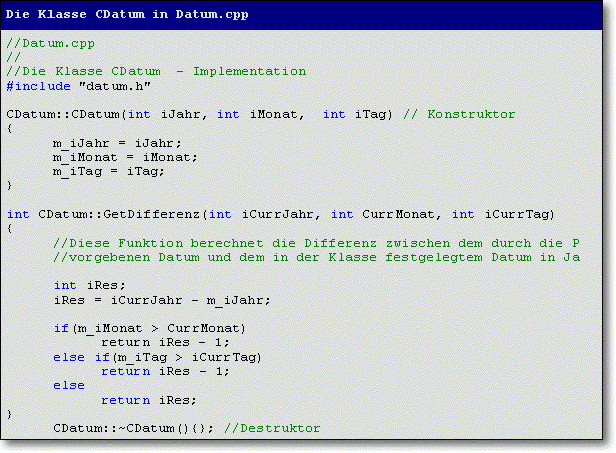 Die Klasse CDatum in Datum.cpp
//Datum.cpp
//
//Die Klasse CDatum  - Implementation
#include "datum.h"

CDatum::CDatum(int iJahr, int iMonat,  int iTag) // Konstruktor
{
      m_iJahr = iJahr;
      m_iMonat = iMonat;
      m_iTag = iTag;
}

int CDatum::GetDifferenz(int iCurrJahr, int CurrMonat, int iCurrTag)
{
      //Diese Funktion berechnet die Differenz zwischen dem durch die P
      //vorgebenen Datum und dem in der Klasse festgelegtem Datum in Ja

      int iRes;
      iRes = iCurrJahr - m_iJahr;

      if(m_iMonat > CurrMonat)
            return iRes - 1;
      else if(m_iTag > iCurrTag)
            return iRes - 1;
      else
            return iRes;
}
      CDatum::~CDatum(){}; //Destruktor